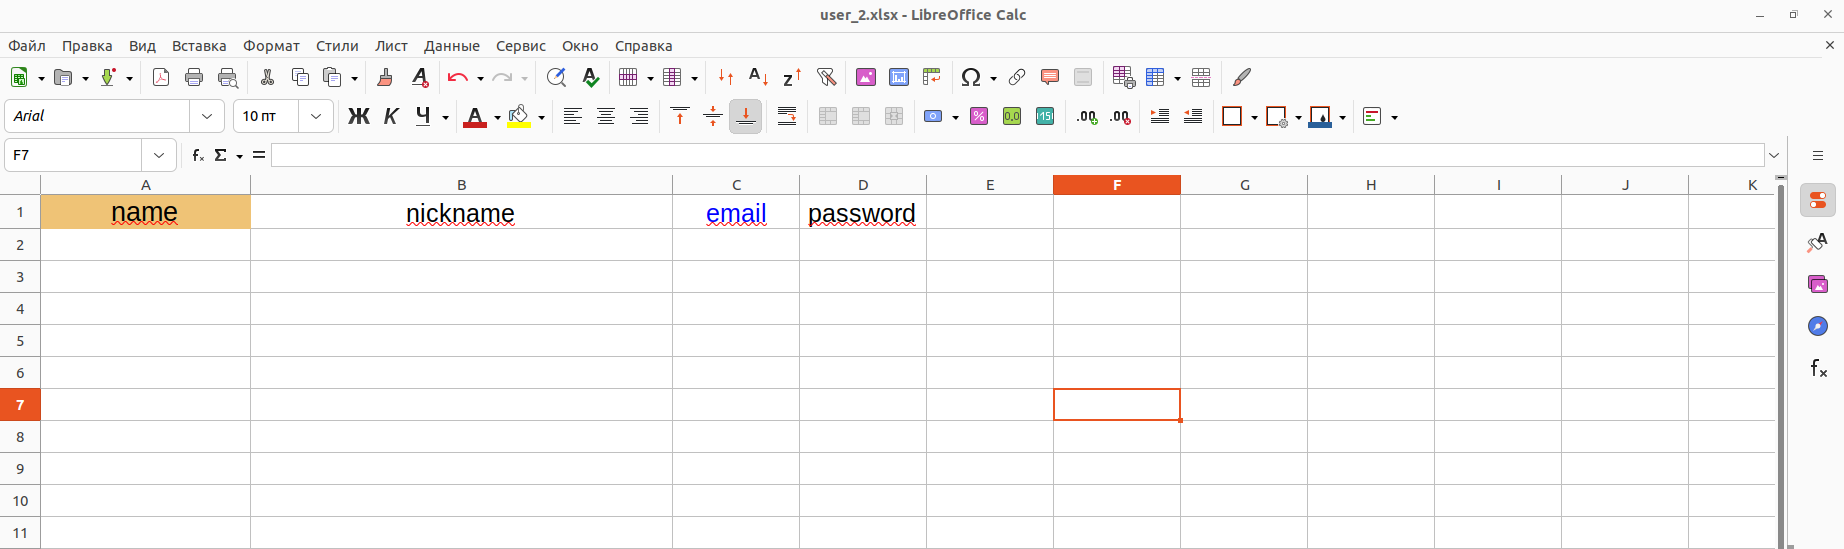 user_2.xlsx - LibreOffice Calc
Файл Правка Вид Вставка Формат Стили Лист Данные Сервис Окно Справка
Arial 10 пт Ж К Ч
F7
A B C D E F G H I J K
1 name nickname email password
2
3
4
5
6
7
8
9
10
11